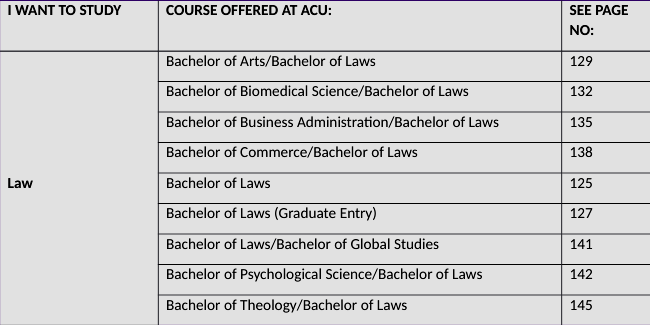 I WANT TO STUDY COURSE OFFERED AT ACU: SEE PAGE
NO:
Bachelor of Arts/Bachelor of Laws 129
Bachelor of Biomedical Science/Bachelor of Laws 132
Bachelor of Business Administration/Bachelor of Laws 135
Bachelor of Commerce/Bachelor of Laws 138
Law Bachelor of Laws 125
Bachelor of Laws (Graduate Entry) 127
Bachelor of Laws/Bachelor of Global Studies 141
Bachelor of Psychological Science/Bachelor of Laws 142
Bachelor of Theology/Bachelor of Laws 145